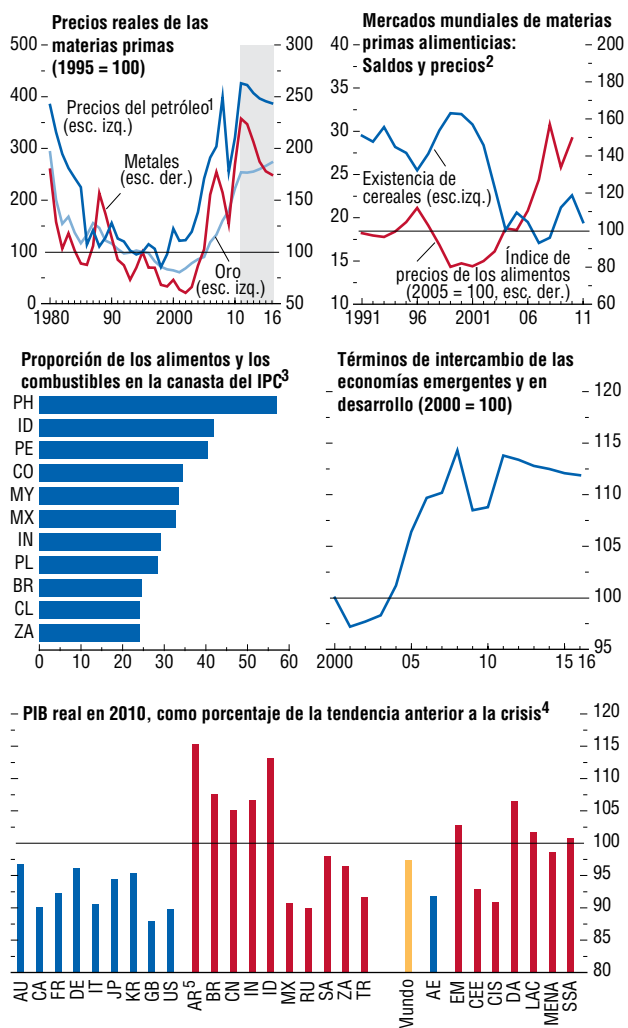 Precios reales de las
materias primas
(1995 = 100)
500
400
300
200
100
0
300
250
200
150
100
50
Precios del petróleo1
(esc. izq.)
Metales
(esc. der.)
Oro
(esc. izq.)
1980
90
2000
10
16
Mercados mundiales de materias
primas alimenticias:
Saldos y precios2
45
40
35
30
25
20
15
10
200
180
160
140
120
100
80
60
Existencia de
cereales (esc.izq.)
Índice de
precios de los alimentos
(2005 = 100, esc. der.)
1991
96
2001
06
11
Proporción de los alimentos y los
combustibles en la canasta del IPC3
PH
ID
PE
CO
MY
MX
IN
PL
BR
CL
ZA
0
10
20
30
40
50
60
Términos de intercambio de las
economías emergentes y en
desarrollo (2000 = 100)
120
115
110
105
100
95
2000
05
10
15 16
PIB real en 2010, como porcentaje de la tendencia anterior a la crisis4
120
115
110
105
100
95
90
85
80
AU
CA
FR
DE
IT
JP
KR
GB
US
AR5
BR
CN
IN
ID
MX
RU
SA
ZA
TR
Mundo
AE
EM
CEE
CIS
DA
LAC
MENA
SSA